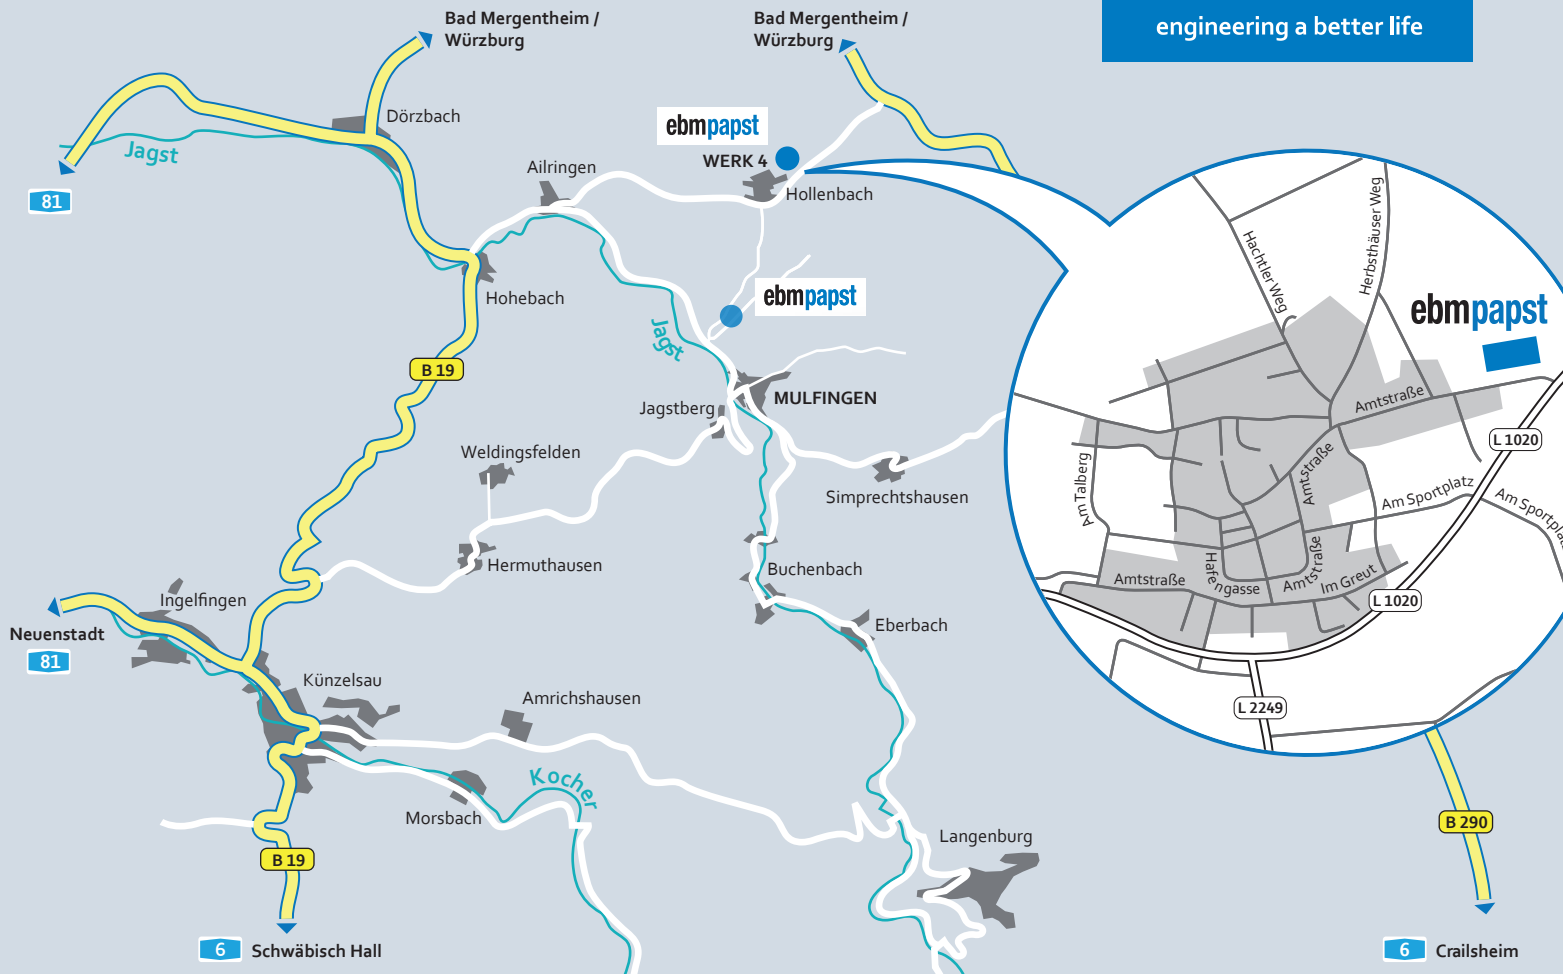 Bad Mergentheim /
Würzburg
Bad Mergentheim /
Würzburg
engineering a better life
Dörzbach
Jagst
81
ebmpapst
WERK 4
Ailringen
Hollenbach
Hohebach
ebmpapst
Jagst
B 19
Jagstberg
MULFINGEN
Weldingsfelden
Simprechtshausen
Hermuthausen
Buchenbach
Ingelfingen
Neuenstadt
81
Eberbach
Künzelsau
Amrichshausen
Kocher
Morsbach
Langenburg
B 19
6
Schwäbisch Hall
Hachtler Weg
Herbsthäuser Weg
ebmpapst
Amtstraße
L 1020
Am Talberg
Amtstraße
Am Sportplatz
Am Sportplatz
Amtstraße
Hafengasse
Amtstraße
Im Greut
L 1020
L 2249
B 290
6
Crailsheim